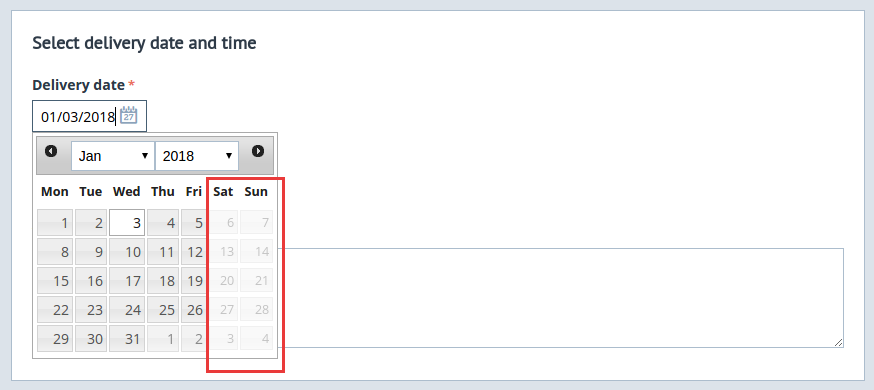 Select delivery date and time
Delivery date *
01/03/2018 27
Jan 2018
Mon Tue Wed Thu Fri Sat Sun
1 2 3 4 5 6 7
8 9 10 11 12 13 14
15 16 17 18 19 20 21
22 23 24 25 26 27 28
29 30 31 1 2 3 4